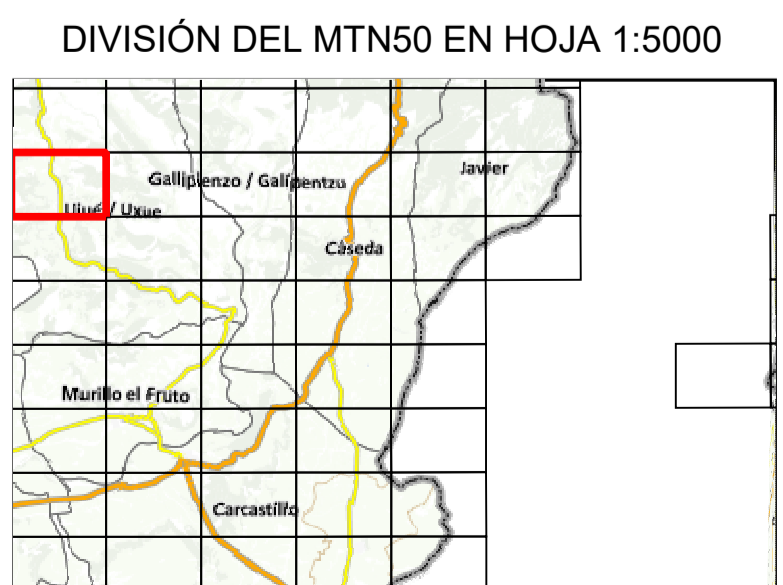 DIVISIÓN DEL MTN50 EN HOJA 1:5000
Javier
Gallipienzo / Galipentzu
Ujué / Uxue
Cáseda
Murillo el Fruto
Carcastillo